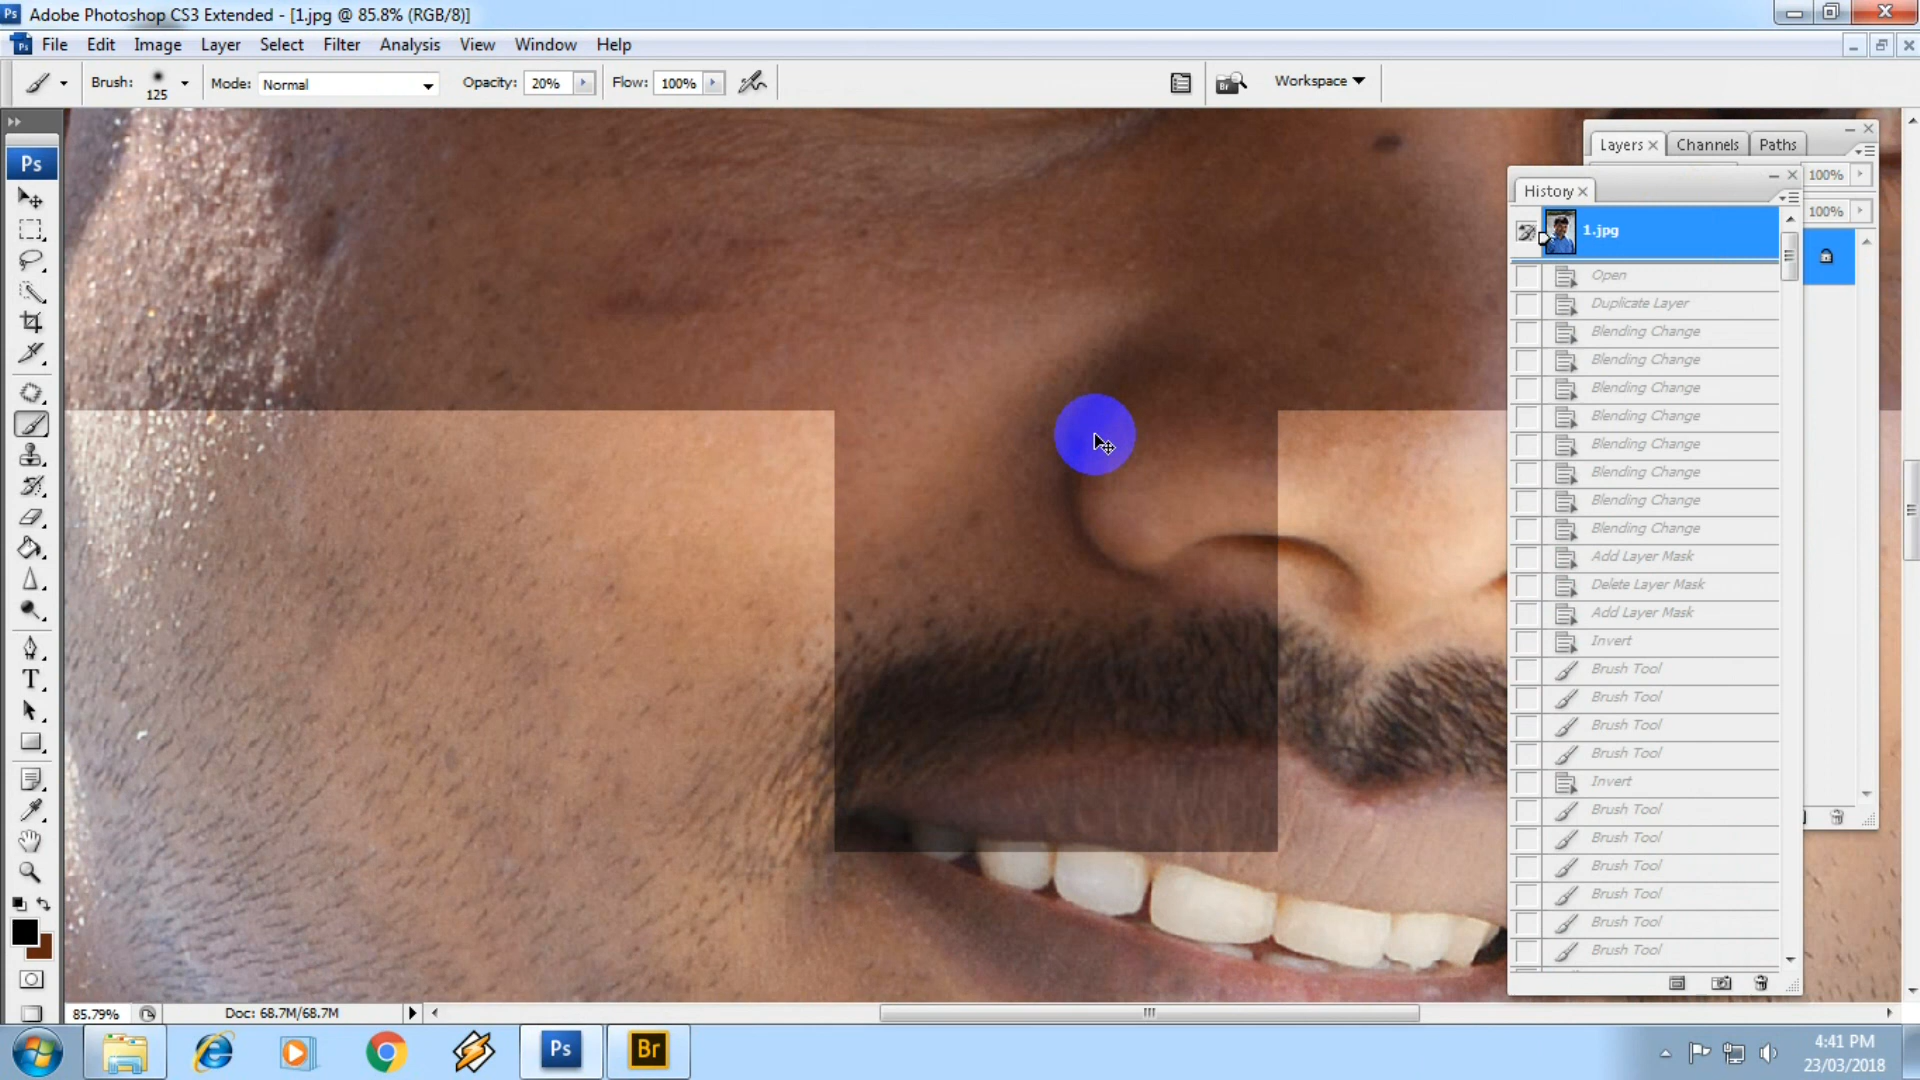 Ps Adobe Photoshop CS3 Extended - [1.jpg @ 85.8% (RGB/8)]
Ps File Edit Image Layer Select Filter Analysis View Window Help
Brush: 125 Mode: Normal Opacity: 20% Flow: 100% Br Workspace
Ps
Layers Channels Paths
100%
100%
History
1.jpg
Open
Duplicate Layer
Blending Change
Blending Change
Blending Change
Blending Change
Blending Change
Blending Change
Blending Change
Blending Change
Add Layer Mask
Delete Layer Mask
Add Layer Mask
Invert
Brush Tool
Brush Tool
Brush Tool
Brush Tool
Invert
Brush Tool
Brush Tool
Brush Tool
Brush Tool
Brush Tool
Brush Tool
T
85.79% Doc: 68.7M/68.7M
Ps Br
4:41 PM
23/03/2018